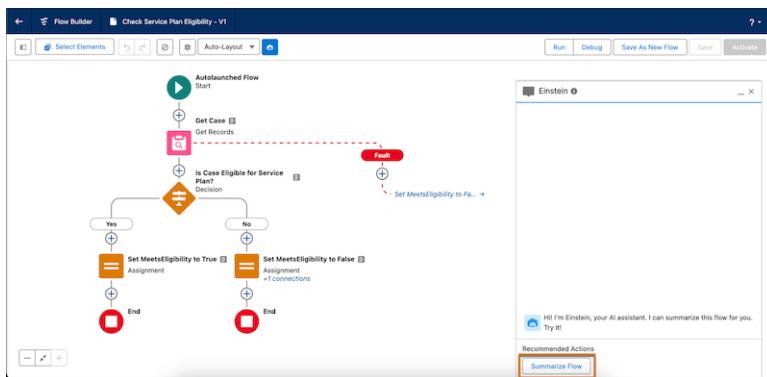 Flow Builder
Check Service Plan Eligibility - V1
?
Select Elements
Auto-Layout
Run
Debug
Save As New Flow
Save
Activate
Autolaunched Flow
Start
Get Case
Get Records
Fault
Set MeetsEligibility to Fa... →
Is Case Eligible for Service
Plan?
Decision
Yes
No
Set MeetsEligibility to True
Assignment
Set MeetsEligibility to False
Assignment
+1 connections
End
End
Einstein
Hi! I'm Einstein, your AI assistant. I can summarize this flow for you.
Try it!
Recommended Actions
Summarize Flow